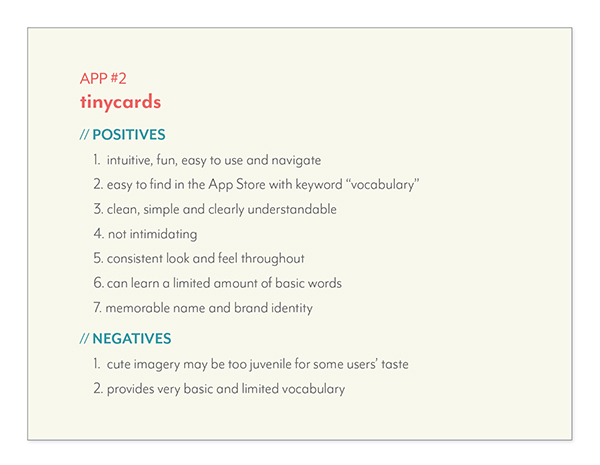 APP #2
tinycards
// POSITIVES
1. intuitive, fun, easy to use and navigate
2. easy to find in the App Store with keyword “vocabulary”
3. clean, simple and clearly understandable
4. not intimidating
5. consistent look and feel throughout
6. can learn a limited amount of basic words
7. memorable name and brand identity
// NEGATIVES
1. cute imagery may be too juvenile for some users’ taste
2. provides very basic and limited vocabulary